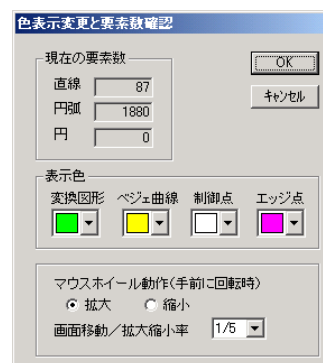 色表示変更と要素数確認
現在の要素数
直線 87
円弧 1880
円 0
OK
キャンセル
表示色
変換図形 ベジェ曲線 制御点 エッジ点
マウスホイール動作(手前に回転時)
拡大 縮小
画面移動/拡大縮小率 1/5